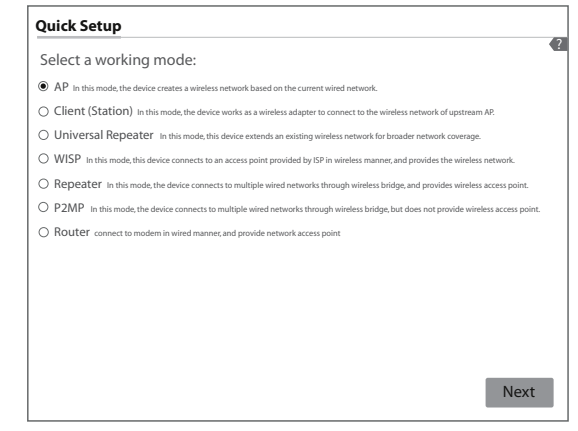 Quick Setup
?
Select a working mode:
AP In this mode, the device creates a wireless network based on the current wired network.
Client (Station) In this mode, the device works as a wireless adapter to connect to the wireless network of upstream AP.
Universal Repeater In this mode, this device extends an existing wireless network for broader network coverage.
WISP In this mode, this device connects to an access point provided by ISP in wireless manner, and provides the wireless network.
Repeater In this mode, the device connects to multiple wired networks through wireless bridge, and provides wireless access point.
P2MP In this mode, the device connects to multiple wired networks through wireless bridge, but does not provide wireless access point.
Router connect to modem in wired manner, and provide network access point
Next